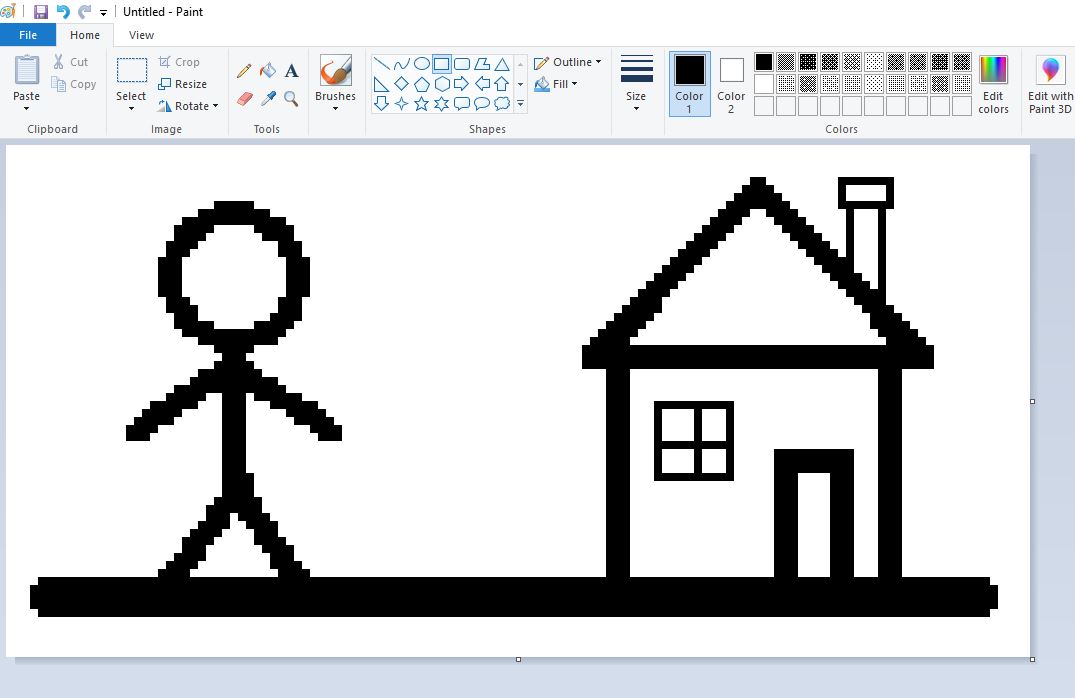 Untitled - Paint
File Home View
Paste Cut Copy
Clipboard
Select Crop Resize Rotate
Image
A
Tools
Brushes
Outline Fill
Shapes
Size
Color 1
Color 2
Edit colors
Colors
Edit with Paint 3D